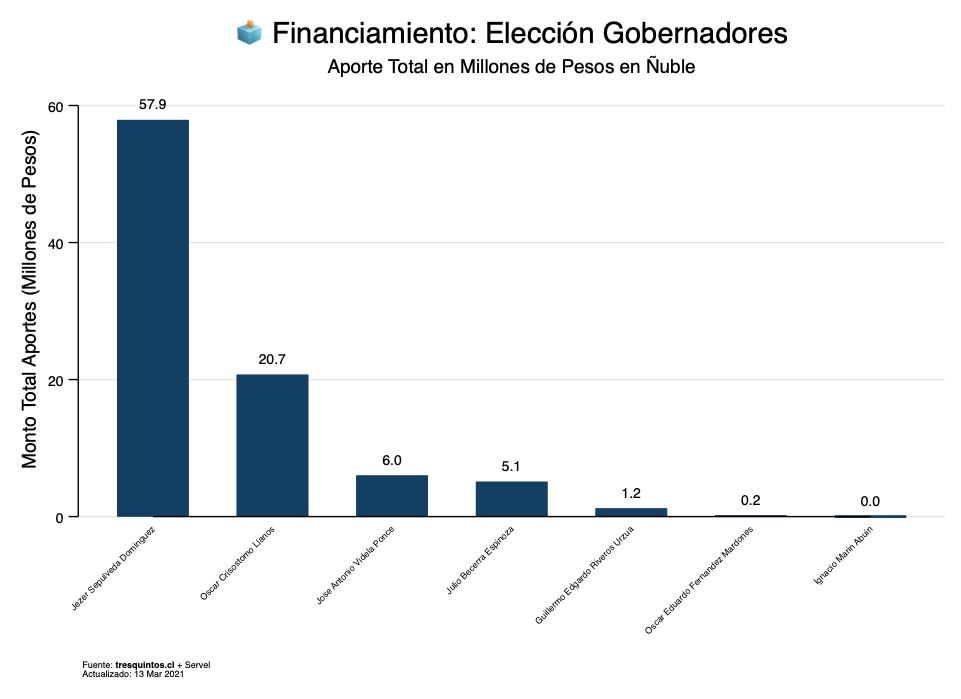 Financiamiento: Elección Gobernadores
Aporte Total en Millones de Pesos en Ñuble
Monto Total Aportes (Millones de Pesos)
60
40
20
0
57.9
20.7
6.0
5.1
1.2
0.2
0.0
Jezer Sepulveda Dominguez
Oscar Crisostomo Llanos
Jose Antonio Videla Ponce
Julio Becerra Espinoza
Guillermo Edgardo Riveros Urzua
Oscar Eduardo Fernandez Mardones
Ignacio Marin Abuin
Fuente: tresquintos.cl + Servel
Actualizado: 13 Mar 2021